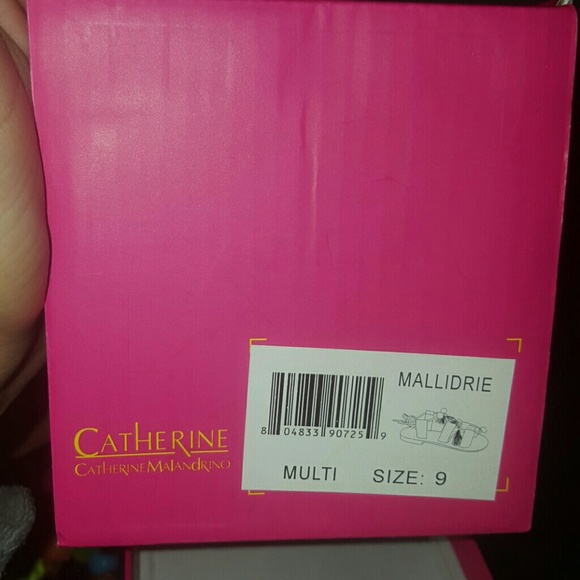 CATHERINE
CATHERINE MALANDRINO
MALLIDRIE
8 04833 90725 9
MULTI SIZE: 9